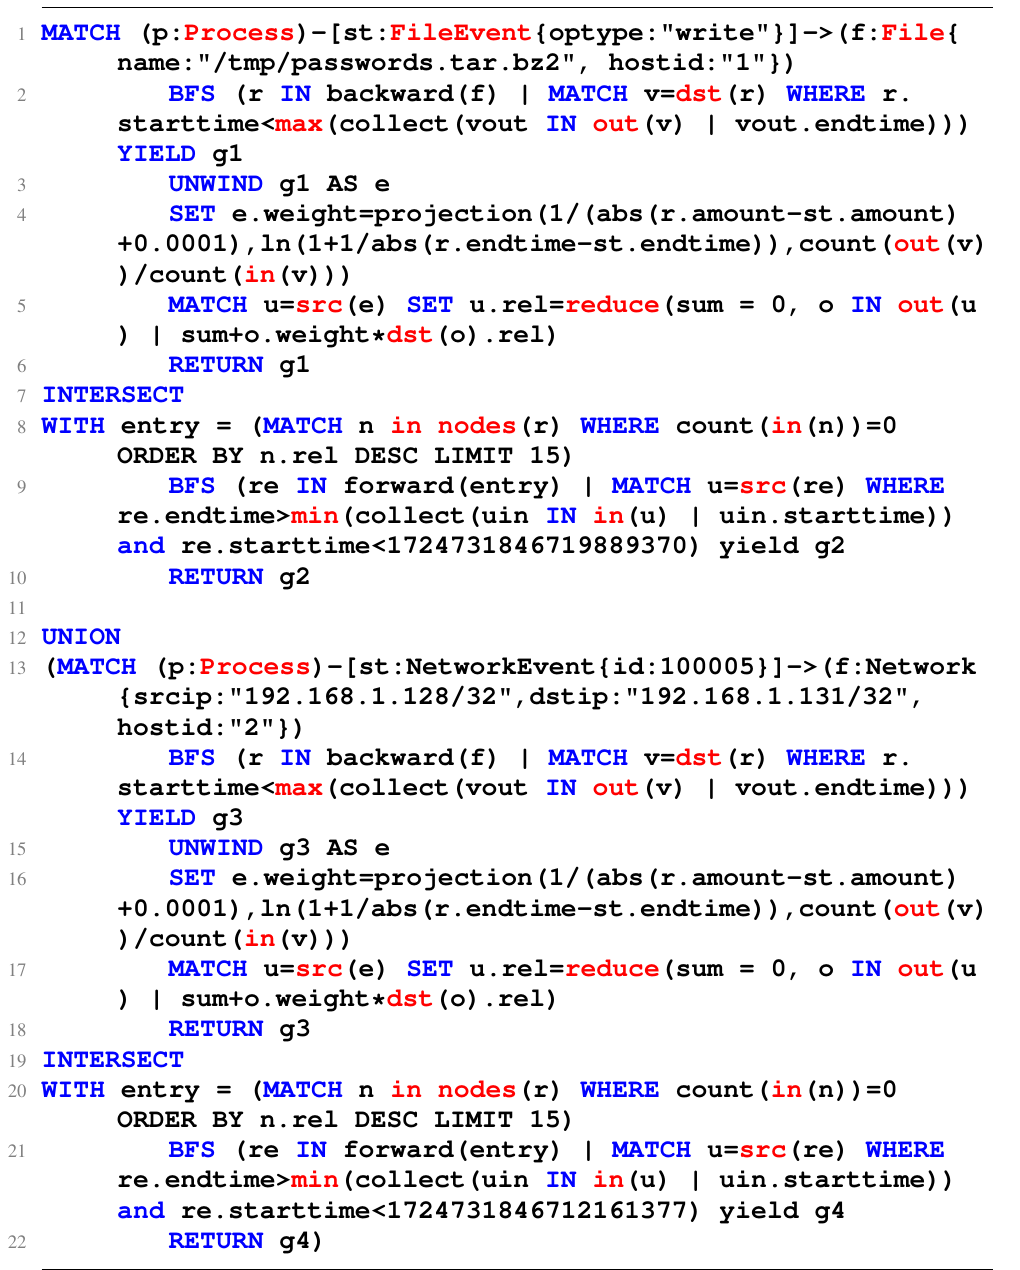 1 MATCH (p:Process)-[st:FileEvent{optype:"write"}]->(f:File{
name:"/tmp/passwords.tar.bz2", hostid:"1"})
2 BFS (r IN backward(f) | MATCH v=dst(r) WHERE r.
starttime<max(collect(vout IN out(v) | vout.endtime)))
YIELD g1
3 UNWIND g1 AS e
4 SET e.weight=projection(1/(abs(r.amount-st.amount)
+0.0001),ln(1+1/abs(r.endtime-st.endtime)),count(out(v)
)/count(in(v)))
5 MATCH u=src(e) SET u.rel=reduce(sum = 0, o IN out(u
) | sum+o.weight*dst(o).rel)
6 RETURN g1
7 INTERSECT
8 WITH entry = (MATCH n in nodes(r) WHERE count(in(n))=0
ORDER BY n.rel DESC LIMIT 15)
9 BFS (re IN forward(entry) | MATCH u=src(re) WHERE
re.endtime>min(collect(uin IN in(u) | uin.starttime))
and re.starttime<1724731846719889370) yield g2
10 RETURN g2
11
12 UNION
13 (MATCH (p:Process)-[st:NetworkEvent{id:100005}]->(f:Network
{srcip:"192.168.1.128/32",dstip:"192.168.1.131/32",
hostid:"2"})
14 BFS (r IN backward(f) | MATCH v=dst(r) WHERE r.
starttime<max(collect(vout IN out(v) | vout.endtime)))
YIELD g3
15 UNWIND g3 AS e
16 SET e.weight=projection(1/(abs(r.amount-st.amount)
+0.0001),ln(1+1/abs(r.endtime-st.endtime)),count(out(v)
)/count(in(v)))
17 MATCH u=src(e) SET u.rel=reduce(sum = 0, o IN out(u
) | sum+o.weight*dst(o).rel)
18 RETURN g3
19 INTERSECT
20 WITH entry = (MATCH n in nodes(r) WHERE count(in(n))=0
ORDER BY n.rel DESC LIMIT 15)
21 BFS (re IN forward(entry) | MATCH u=src(re) WHERE
re.endtime>min(collect(uin IN in(u) | uin.starttime))
and re.starttime<1724731846712161377) yield g4
22 RETURN g4)